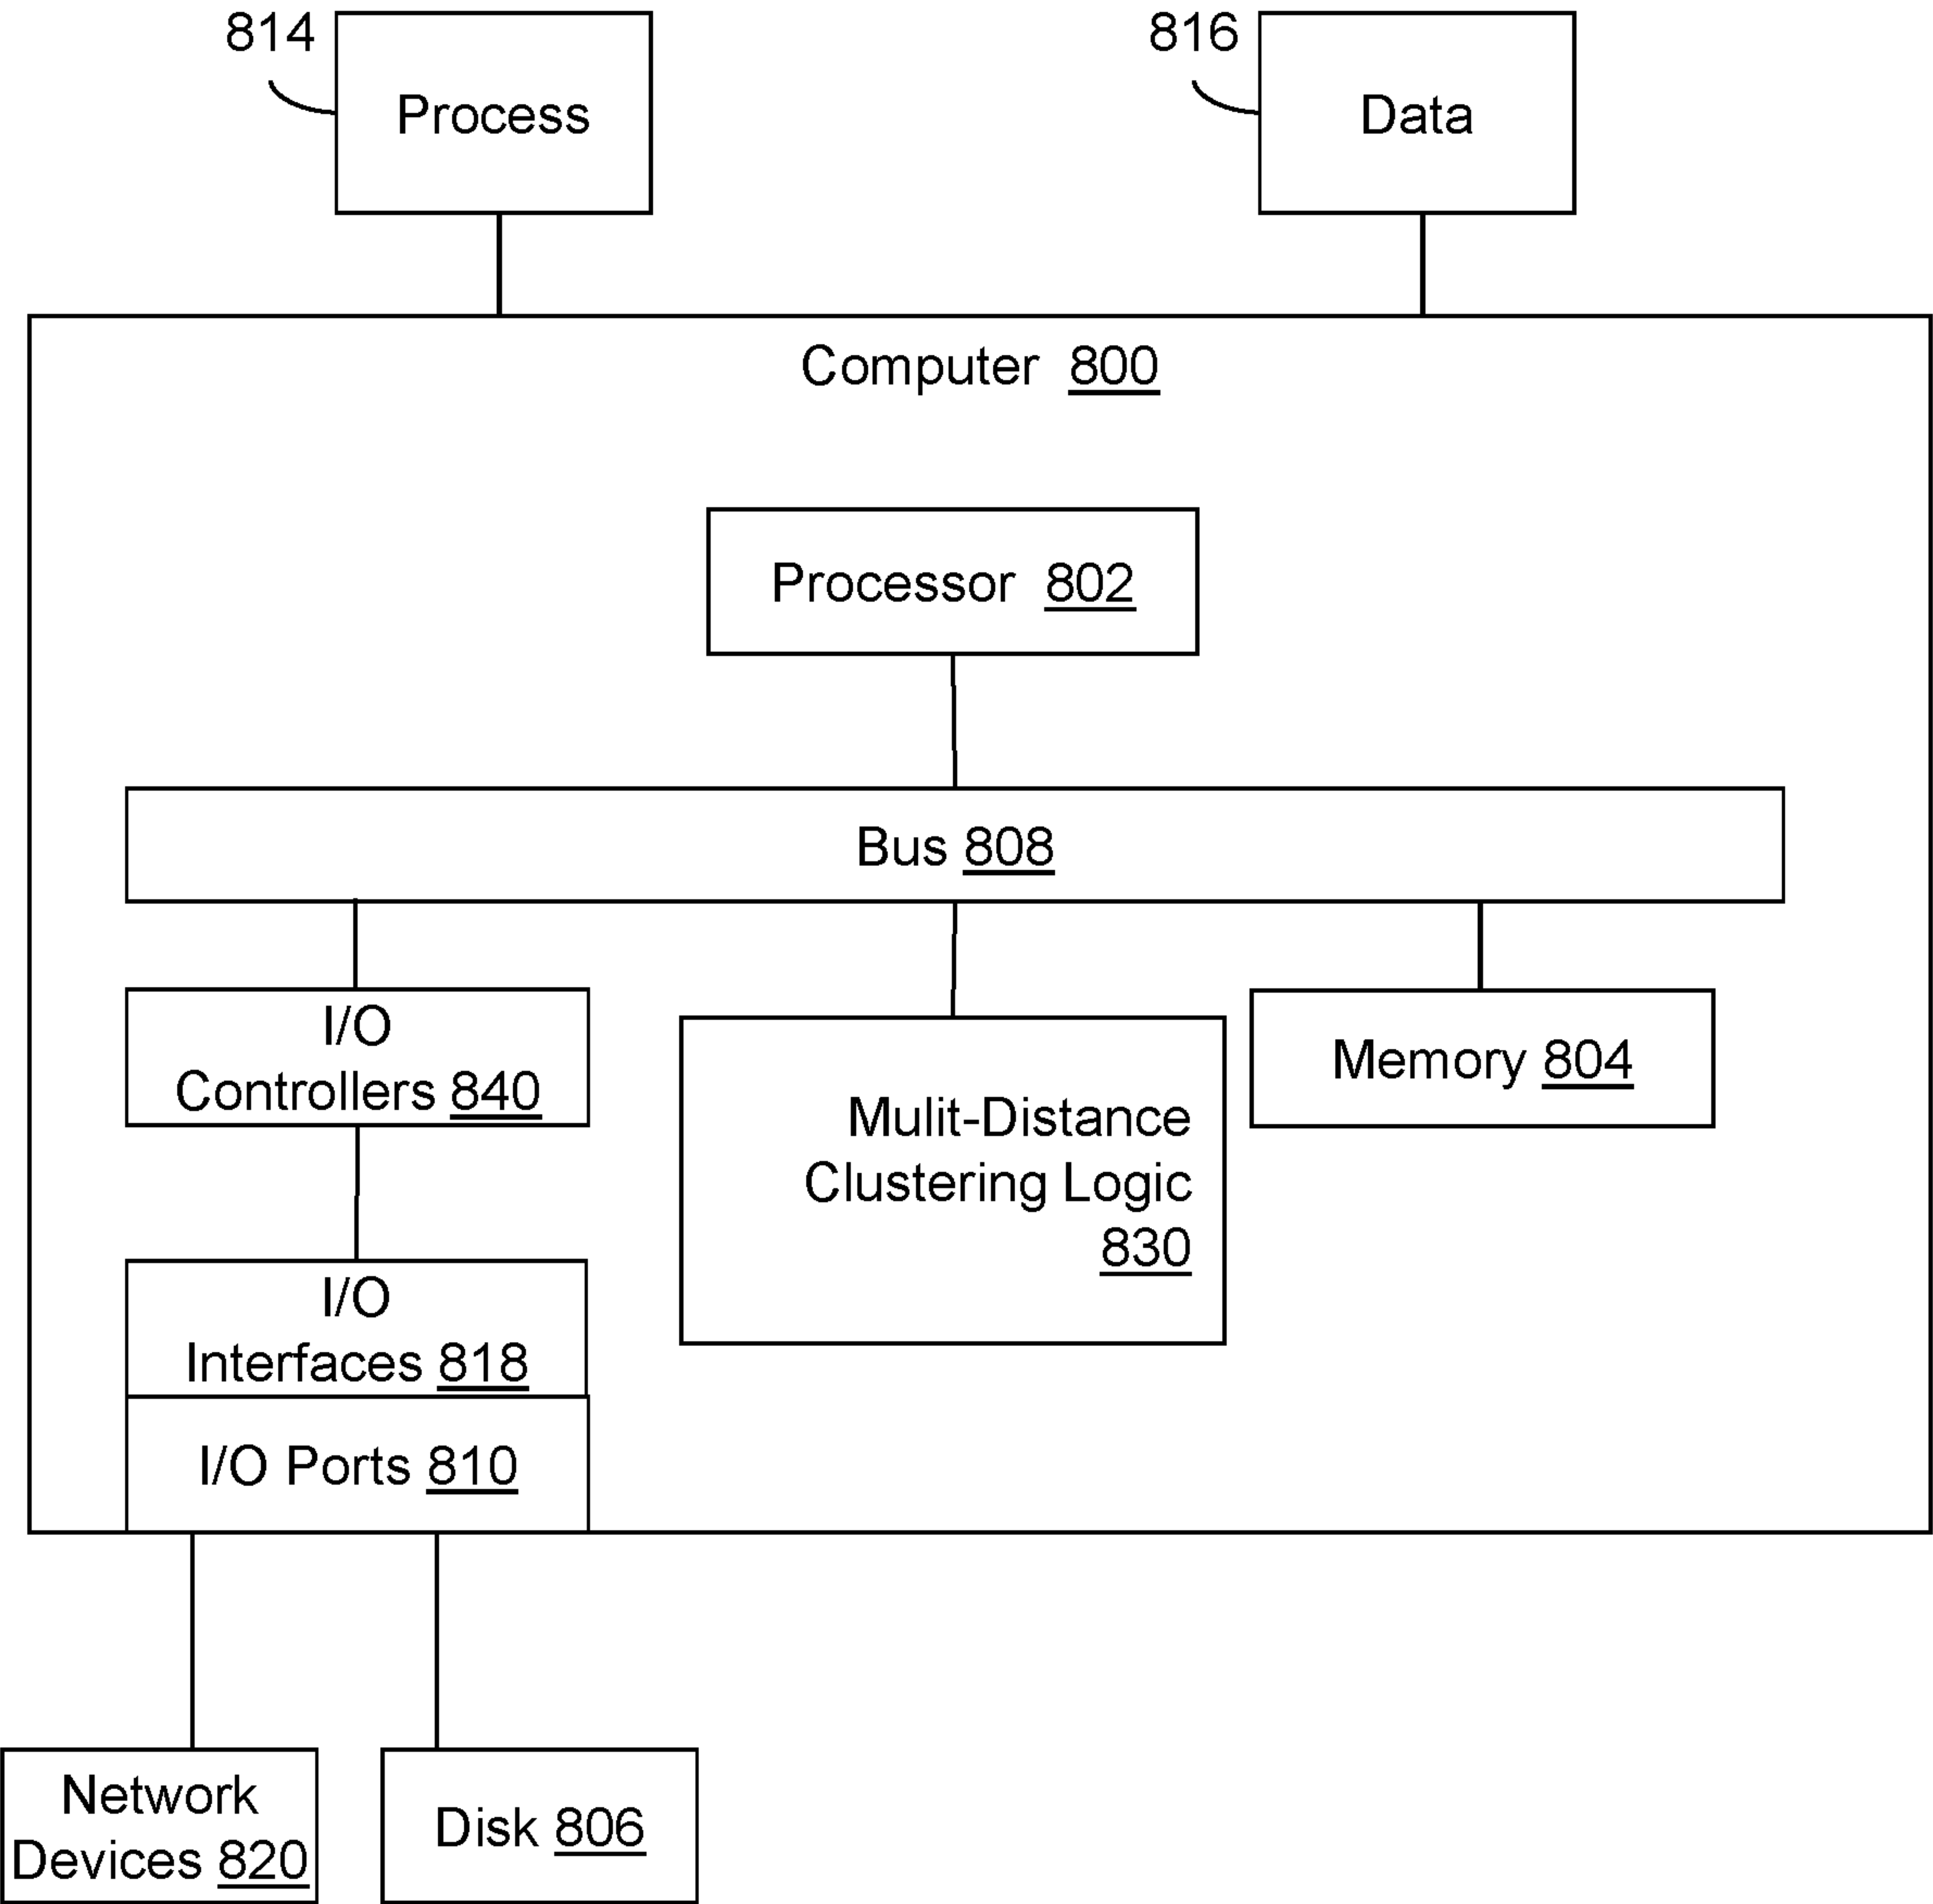 814
Process
816
Data
Computer 800
Processor 802
Bus 808
I/O
Controllers 840
Mulit-Distance
Clustering Logic
830
Memory 804
I/O
Interfaces 818
I/O Ports 810
Network
Devices 820
Disk 806